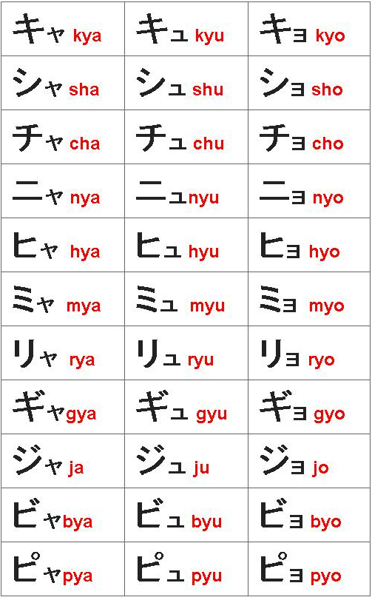 キャ kya キュ kyu キョ kyo
シャ sha シュ shu ショ sho
チャ cha チュ chu チョ cho
ニャ nya ニュnyu ニョ nyo
ヒャ hya ヒュ hyu ヒョ hyo
ミャ mya ミュ myu ミョ myo
リャ rya リュ ryu リョ ryo
ギャgya ギュ gyu ギョ gyo
ジャ ja ジュ ju ジョ jo
ビャbya ビュ byu ビョ byo
ピャpya ピュ pyu ピョ pyo